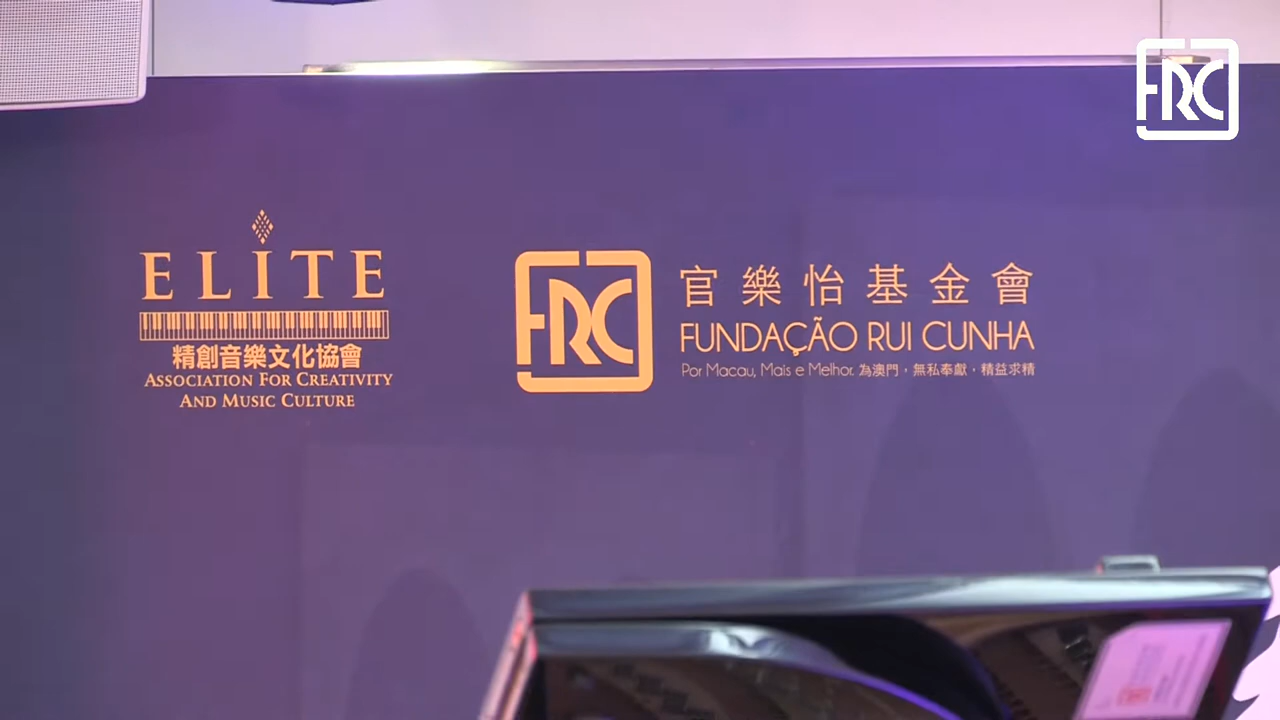 FRC
ELITE
精創音樂文化協會
ASSOCIATION FOR CREATIVITY
AND MUSIC CULTURE
FRC
官樂怡基金會
FUNDAÇÃO RUI CUNHA
Por Macau, Mais e Melhor. 為澳門，無私奉獻，精益求精